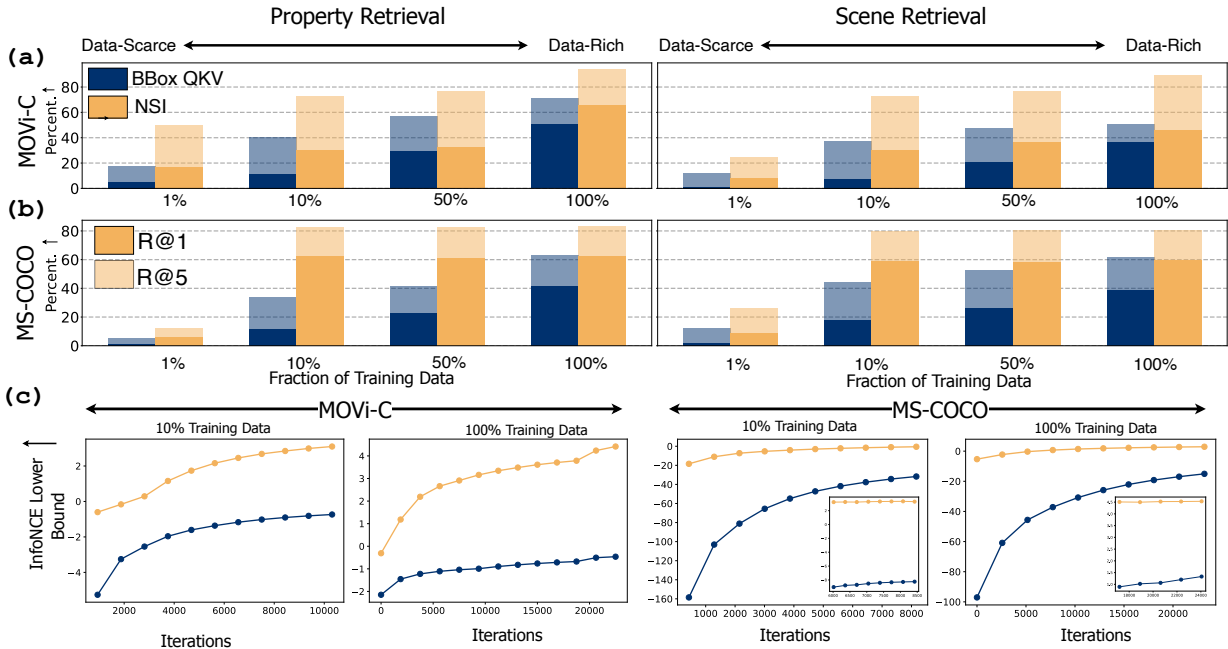 Property Retrieval
Scene Retrieval
Data-Scarce Data-Rich Data-Scarce Data-Rich
(a)
MOVi-C
Percent. ↑
80
60
40
20
0
BBox QKV
NSI
1% 10% 50% 100% 1% 10% 50% 100%
(b)
MS-COCO
Percent. ↑
80
60
40
20
0
R@1
R@5
1% 10% 50% 100% 1% 10% 50% 100%
Fraction of Training Data Fraction of Training Data
(c)
MOVi-C MS-COCO
InfoNCE Lower
Bound
10% Training Data
2
0
−2
−4
2000 4000 6000 8000 10000
Iterations
100% Training Data
4
3
2
1
0
−1
−2
0 5000 10000 15000 20000
Iterations
10% Training Data
0
−20
−40
−60
−80
−100
−120
−140
−160
1000 2000 3000 4000 5000 6000 7000 8000
Iterations
100% Training Data
0
−20
−40
−60
−80
−100
0 5000 10000 15000 20000
Iterations